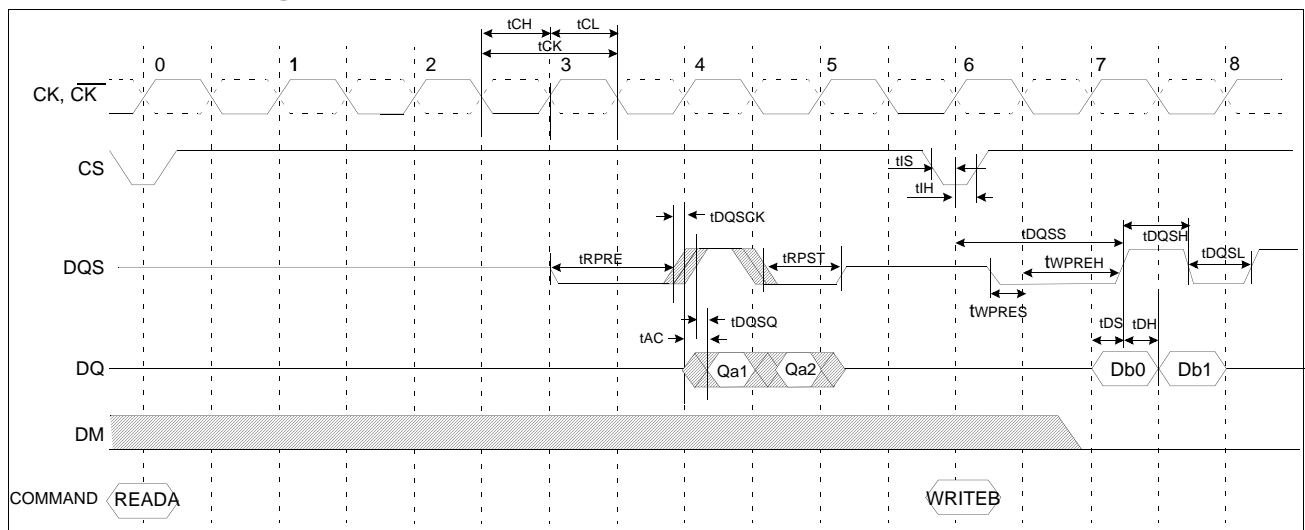 tCH tCL
tCK
0 1 2 3 4 5 6 7 8
CK, CK
CS
tIS
tIH
tDQSCK
tDQSS
tDQSH
DQS
tRPRE
tRPST
tWPREH
tDQSL
tWPRES
tDQSQ
tDS tDH
tAC
DQ
Qa1 Qa2
Db0 Db1
DM
COMMAND
READA
WRITEB